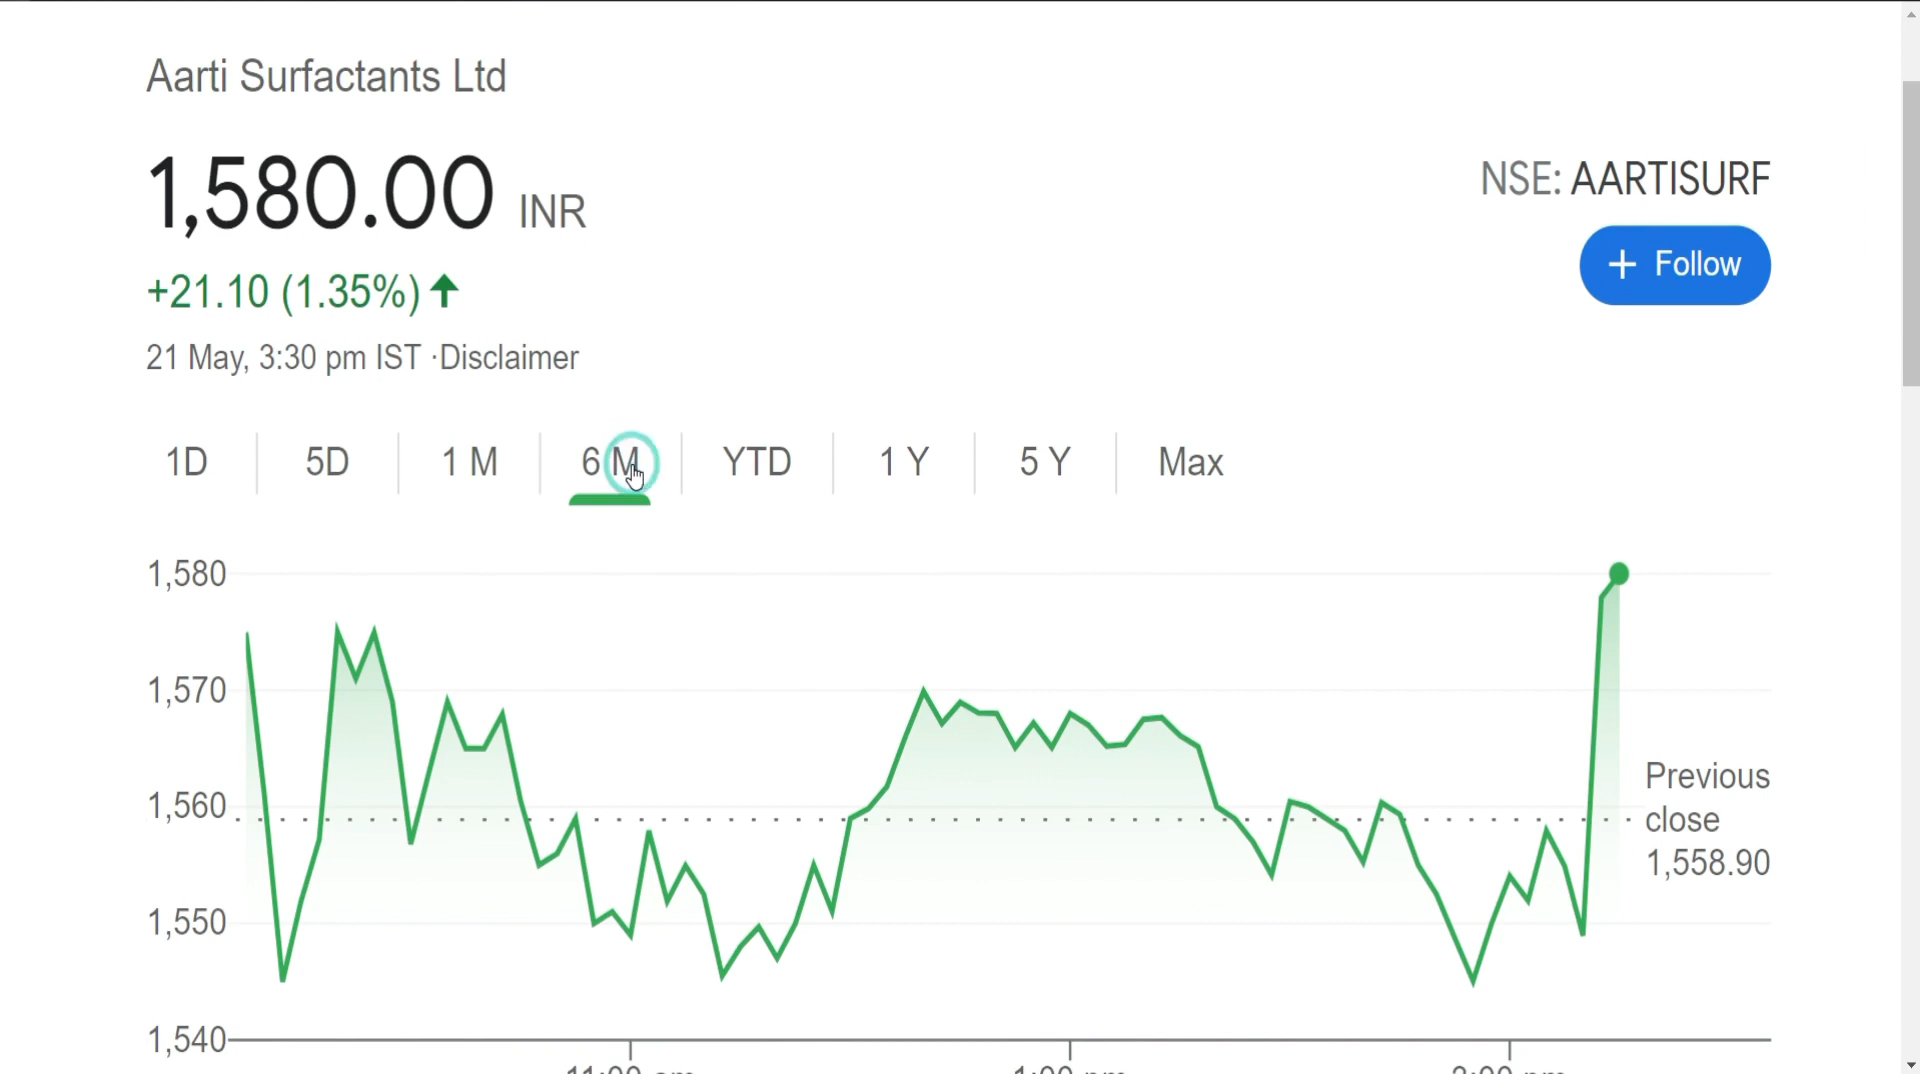 Aarti Surfactants Ltd
1,580.00 INR
NSE: AARTISURF
+ Follow
+21.10 (1.35%)
21 May, 3:30 pm IST ·Disclaimer
1D 5D 1 M 6 M YTD 1 Y 5 Y Max
1,580
1,570
1,560
1,550
1,540
Previous
close
1,558.90